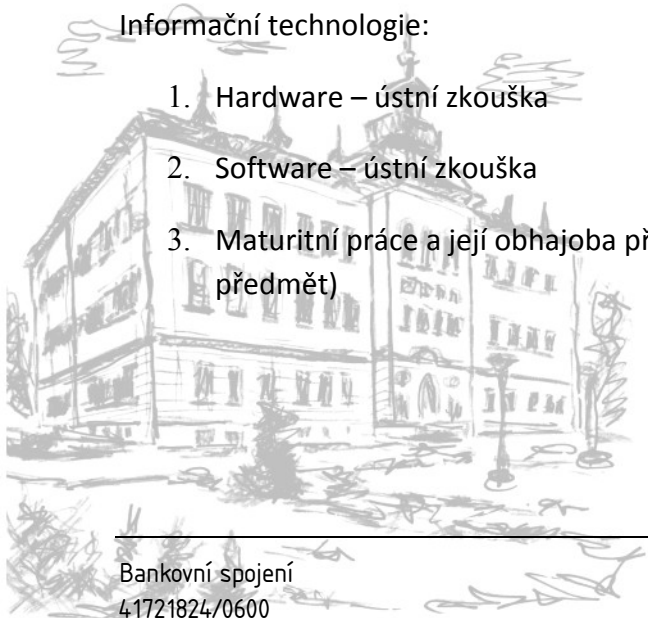 Informační technologie:
1. Hardware – ústní zkouška
2. Software – ústní zkouška
3. Maturitní práce a její obhajoba
předmět)
Bankovní spojení
41721824/0600